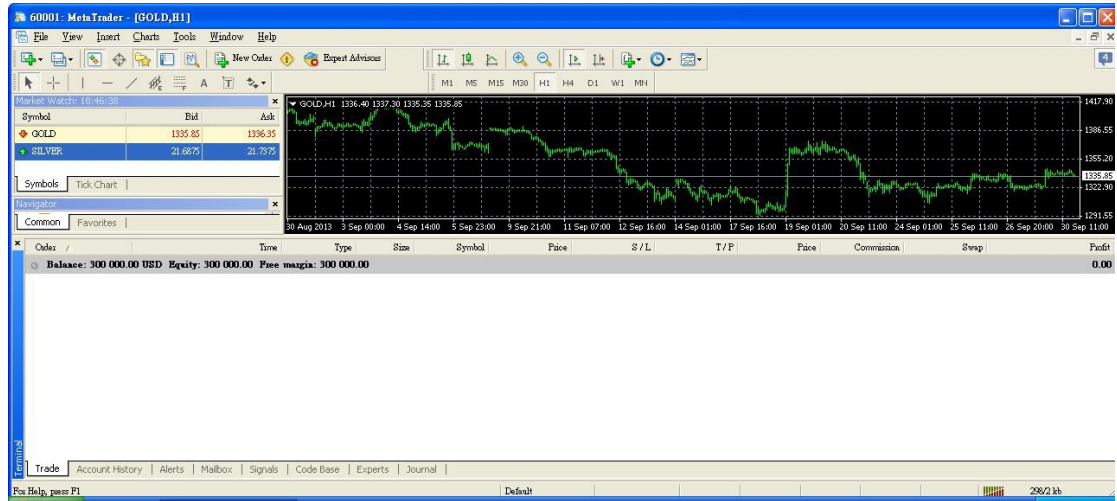 60001: MetaTrader - [GOLD,H1]
File View Insert Charts Tools Window Help
New Order Expert Advisors 4
A T M1 M5 M15 M30 H1 H4 D1 W1 MN
Market Watch: 18:46:38
Symbol Bid Ask
GOLD 1335.85 1336.35
SILVER 21.6875 21.7375
Symbols Tick Chart
Navigator
Common Favorites
GOLD,H1 1336.40 1337.30 1335.35 1335.85
1417.90
1386.55
1355.20
1335.85
1322.90
1291.55
30 Aug 2013 3 Sep 00:00 4 Sep 14:00 5 Sep 23:00 9 Sep 21:00 11 Sep 07:00 12 Sep 16:00 14 Sep 01:00 17 Sep 16:00 19 Sep 01:00 20 Sep 11:00 24 Sep 01:00 25 Sep 11:00 26 Sep 20:00 30 Sep 11:00
Order / Time Type Size Symbol Price S / L T / P Price Commission Swap Profit
Balance: 300 000.00 USD Equity: 300 000.00 Free margin: 300 000.00 0.00
Terminal
Trade Account History Alerts Mailbox Signals Code Base Experts Journal
For Help, press F1 Default 298/2 kb